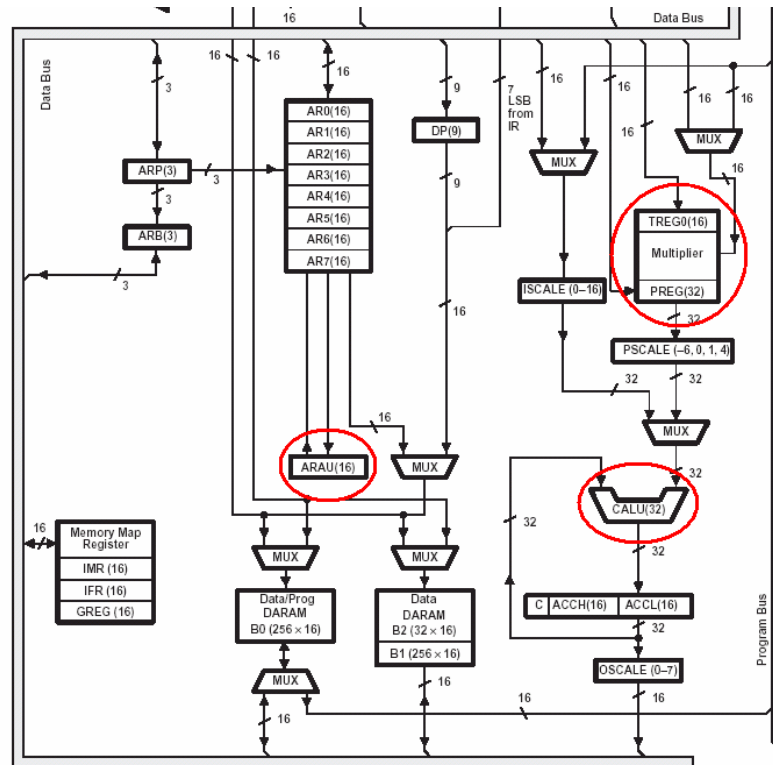 Data Bus
16
16
16
Data Bus
3
16
9
7
LSB
from
IR
16
16
16
16
16
AR0(16)
AR1(16)
AR2(16)
AR3(16)
AR4(16)
AR5(16)
AR6(16)
AR7(16)
DP(9)
MUX
MUX
ARP(3)
3
9
16
3
ARB(3)
TREG0(16)
Multiplier
PREG(32)
3
ISCALE (0–16)
16
32
PSCALE (–6, 0, 1, 4)
32
32
16
MUX
ARAU(16)
MUX
32
CALU(32)
32
32
16
Memory Map
Register
IMR (16)
IFR (16)
GREG (16)
MUX
MUX
Data/Prog
DARAM
B0 (256 × 16)
Data
DARAM
B2 (32 × 16)
B1 (256 × 16)
C
ACCH(16)
ACCL(16)
32
Program Bus
MUX
16
OSCALE (0–7)
16
16
16